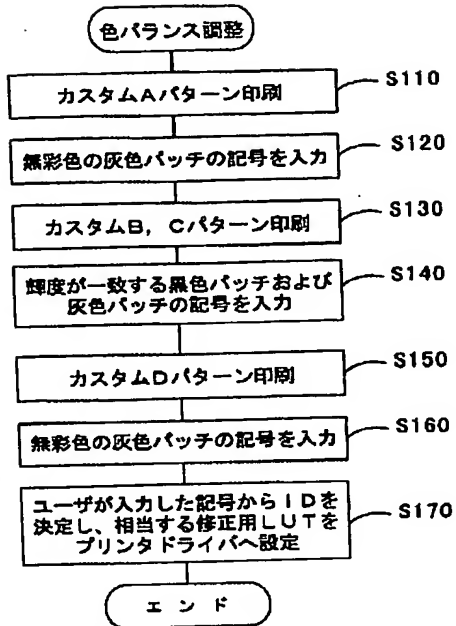 色バランス調整
カスタムAパターン印刷
S110
無彩色の灰色パッチの記号を入力
S120
カスタムB,Cパターン印刷
S130
輝度が一致する黒色パッチおよび
灰色パッチの記号を入力
S140
カスタムDパターン印刷
S150
無彩色の灰色パッチの記号を入力
S160
ユーザが入力した記号からIDを
決定し、相当する修正用LUTを
プリンタドライバへ設定
S170
エンド